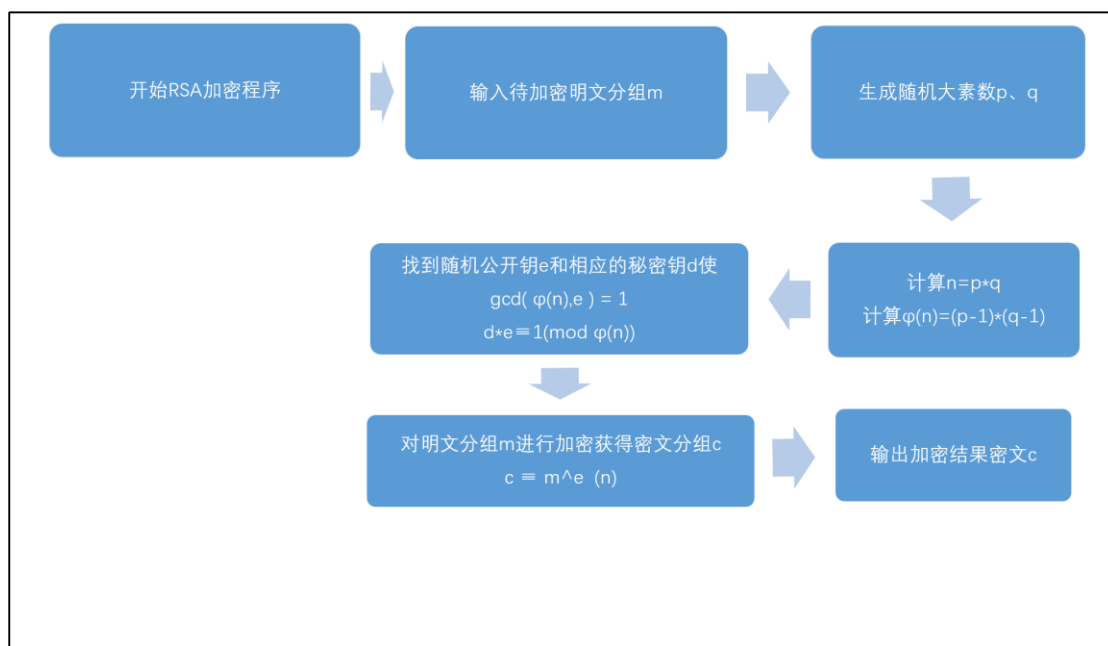 开始RSA加密程序
输入待加密明文分组m
生成随机大素数p、q
计算n=p*q
计算φ(n)=(p-1)*(q-1)
找到随机公开钥e和相应的秘密钥d使
gcd( φ(n),e ) = 1
d*e≡1(mod φ(n))
对明文分组m进行加密获得密文分组c
c ≡ m^e  (n)
输出加密结果密文c